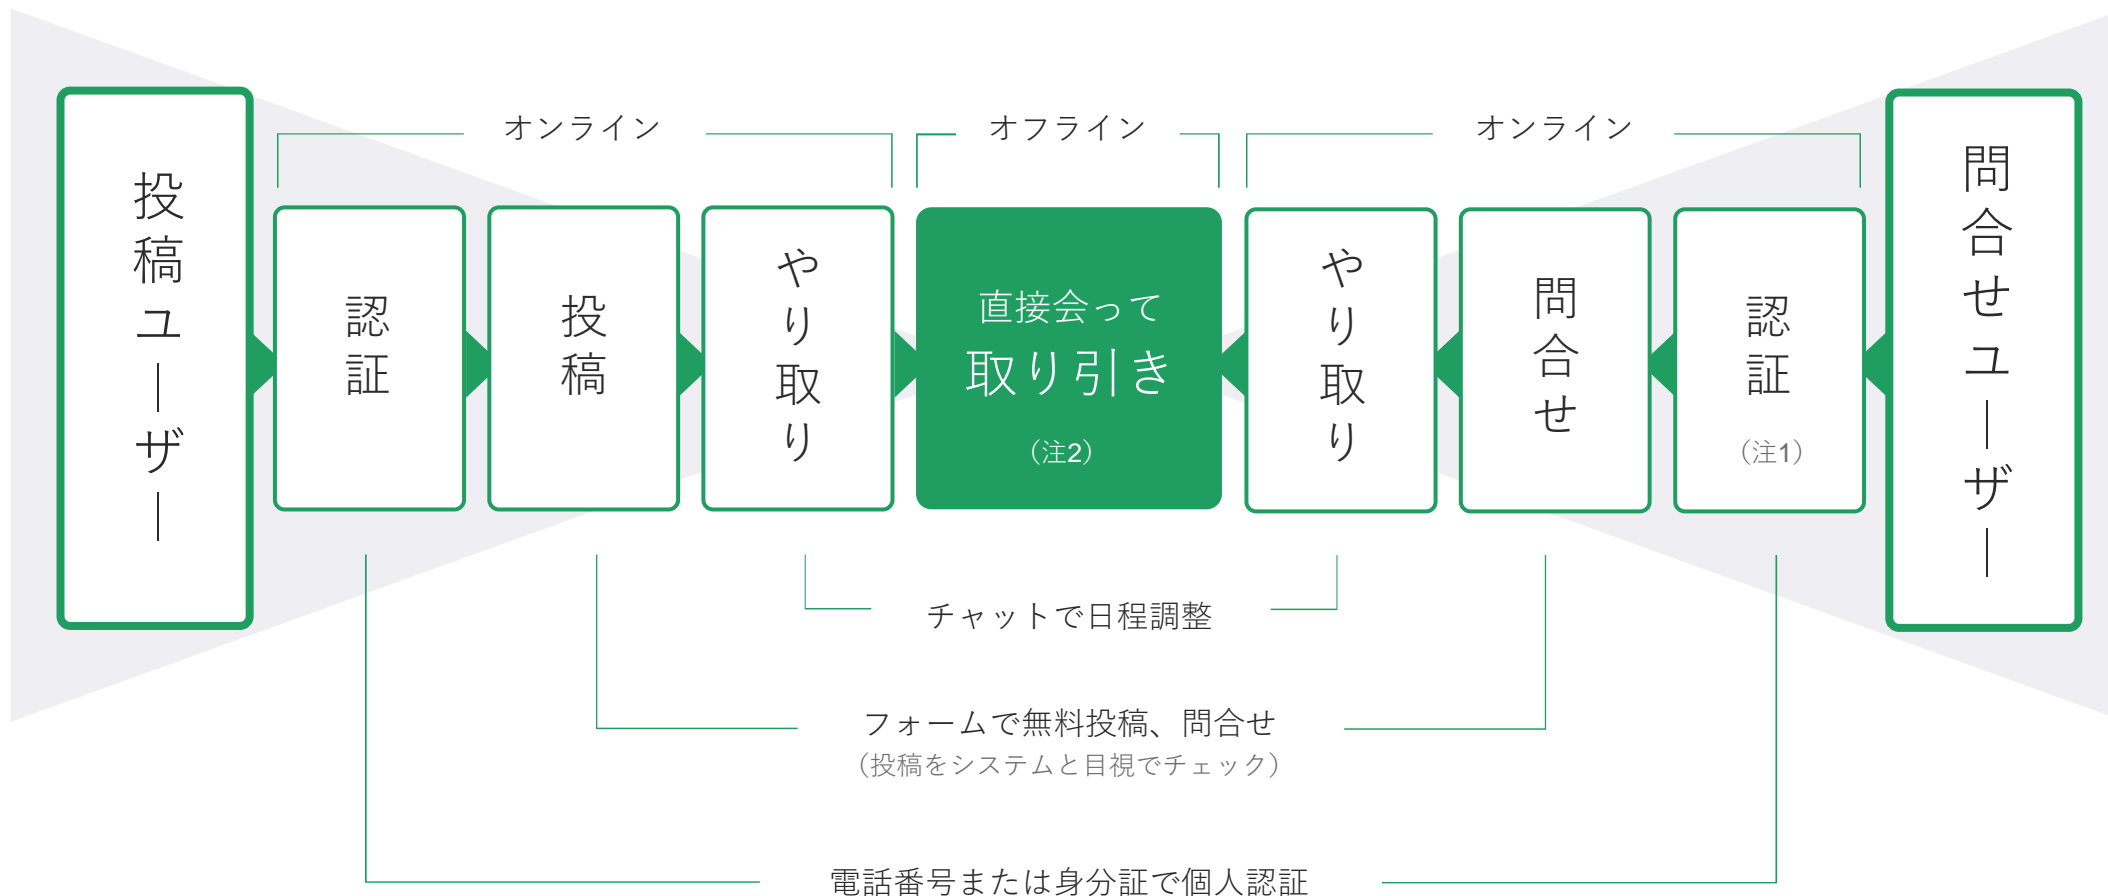 オンライン
オフライン
オンライン
投稿ユーザー
認証
投稿
やり取り
直接会って
取り引き
（注2）
やり取り
問合せ
認証
（注1）
問合せユーザー
チャットで日程調整
フォームで無料投稿、問合せ
（投稿をシステムと目視でチェック）
電話番号または身分証で個人認証